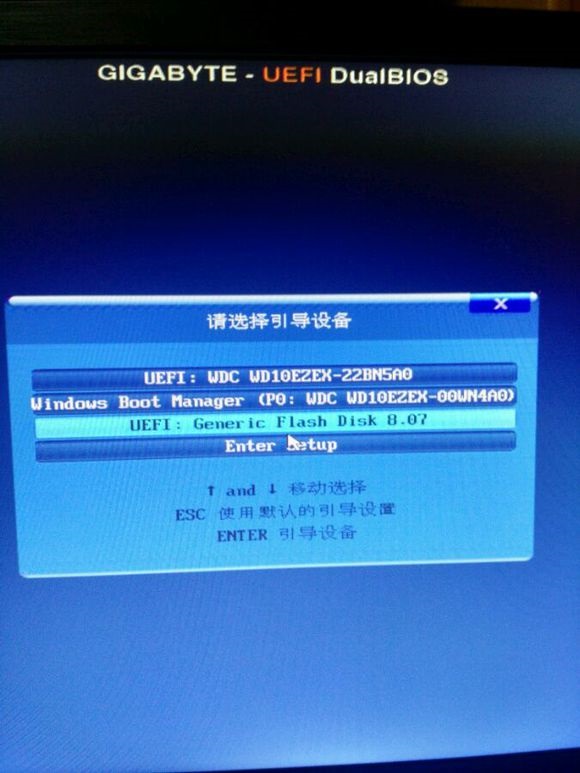 GIGABYTE - UEFI DualBIOS
X
请选择引导设备
UEFI: WDC WD10EZEX-22BN5A0
Windows Boot Manager (P0: WDC WD10EZEX-00WN4A0)
UEFI: Generic Flash Disk 8.07
Enter Setup
↑ and ↓ 移动选择
ESC 使用默认的引导设置
ENTER 引导设备